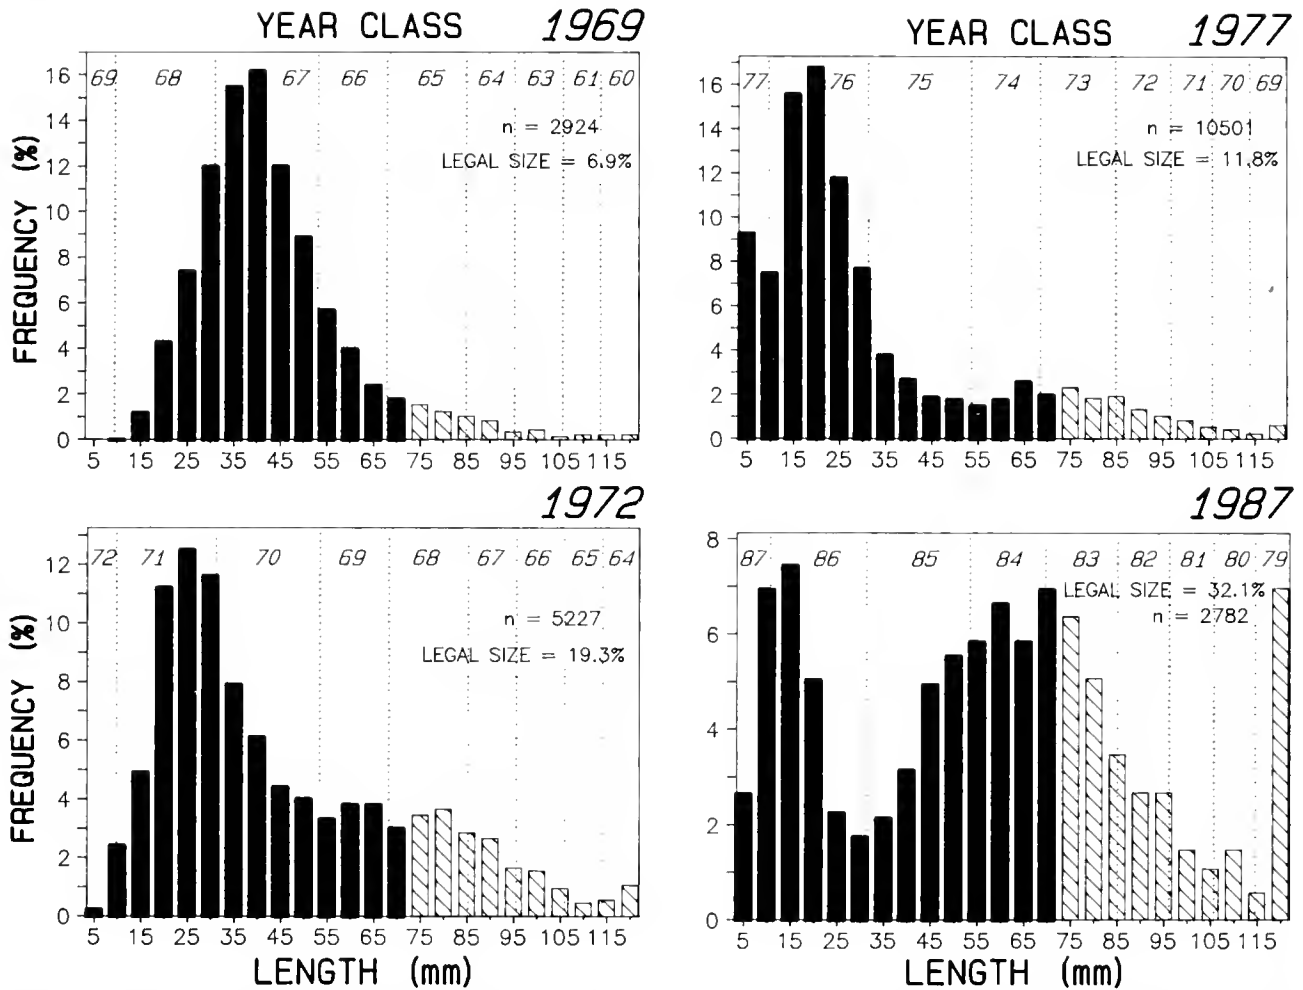 YEAR CLASS 1969
69 68 67 66 65 64 63 61 60
n = 2924
LEGAL SIZE = 6.9%
FREQUENCY (%)
16
14
12
10
8
6
4
2
0
5 15 25 35 45 55 65 75 85 95 105 115
YEAR CLASS 1977
77 76 75 74 73 72 71 70 69
n = 10501
LEGAL SIZE = 11.8%
16
14
12
10
8
6
4
2
0
5 15 25 35 45 55 65 75 85 95 105 115
1972
72 71 70 69 68 67 66 65 64
n = 5227
LEGAL SIZE = 19.3%
FREQUENCY (%)
12
10
8
6
4
2
0
5 15 25 35 45 55 65 75 85 95 105 115
LENGTH (mm)
1987
87 86 85 84 83 82 81 80 79
LEGAL SIZE = 32.1%
n = 2782
8
6
4
2
0
5 15 25 35 45 55 65 75 85 95 105 115
LENGTH (mm)